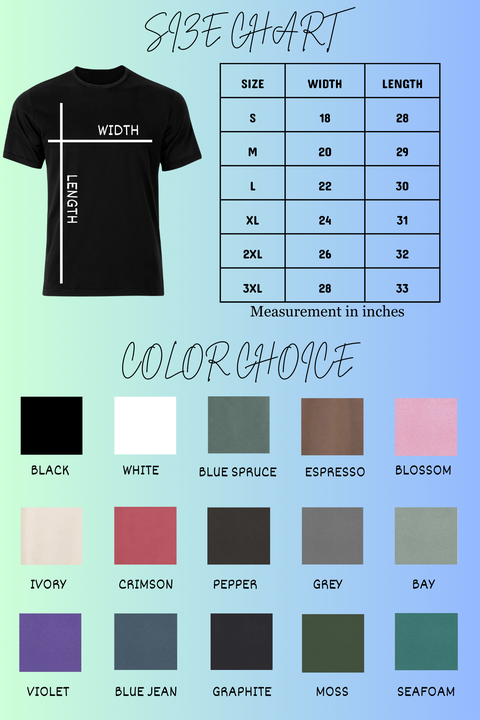 SIZE CHART
WIDTH
LENGTH
SIZE WIDTH LENGTH
S 18 28
M 20 29
L 22 30
XL 24 31
2XL 26 32
3XL 28 33
Measurement in inches
COLOR CHOICE
BLACK WHITE BLUE SPRUCE ESPRESSO BLOSSOM
IVORY CRIMSON PEPPER GREY BAY
VIOLET BLUE JEAN GRAPHITE MOSS SEAFOAM